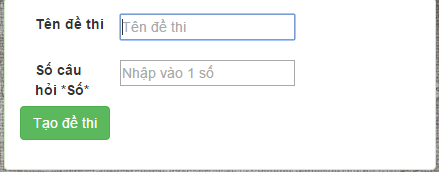 Tên đề thi
Tên đề thi
Số câu
hỏi *Số*
Nhập vào 1 số
Tạo đề thi